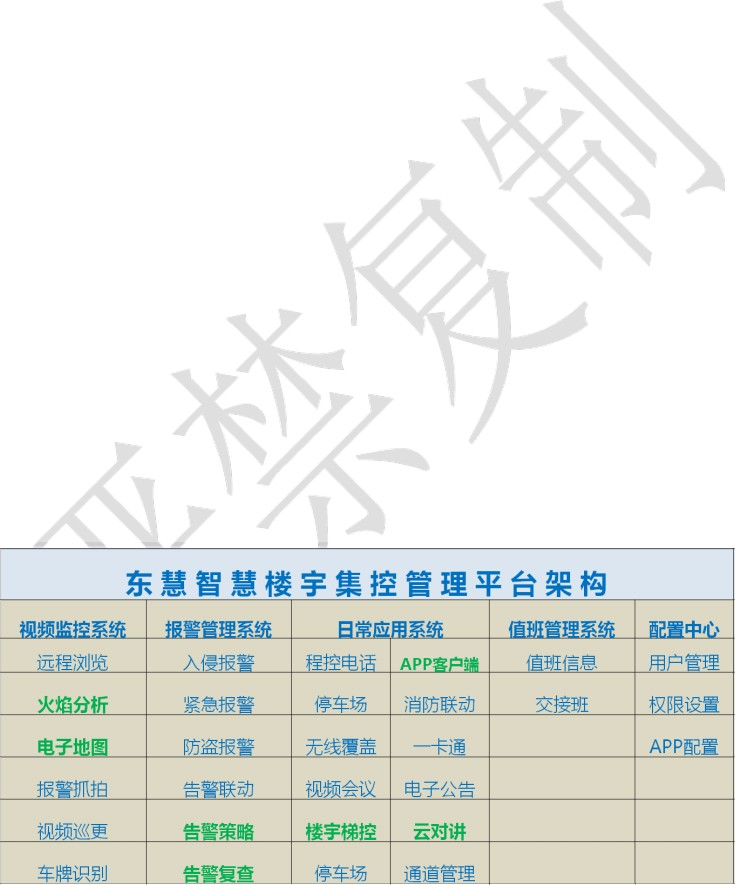 严禁复制
东慧智慧楼宇集控管理平台架构
视频监控系统 报警管理系统 日常应用系统 值班管理系统 配置中心
远程浏览 入侵报警 程控电话 APP客户端 值班信息 用户管理
火焰分析 紧急报警 停车场 消防联动 交接班 权限设置
电子地图 防盗报警 无线覆盖 一卡通 APP配置
报警抓拍 告警联动 视频会议 电子公告
视频巡更 告警策略 楼宇梯控 云对讲
车牌识别 告警复查 停车场 通道管理